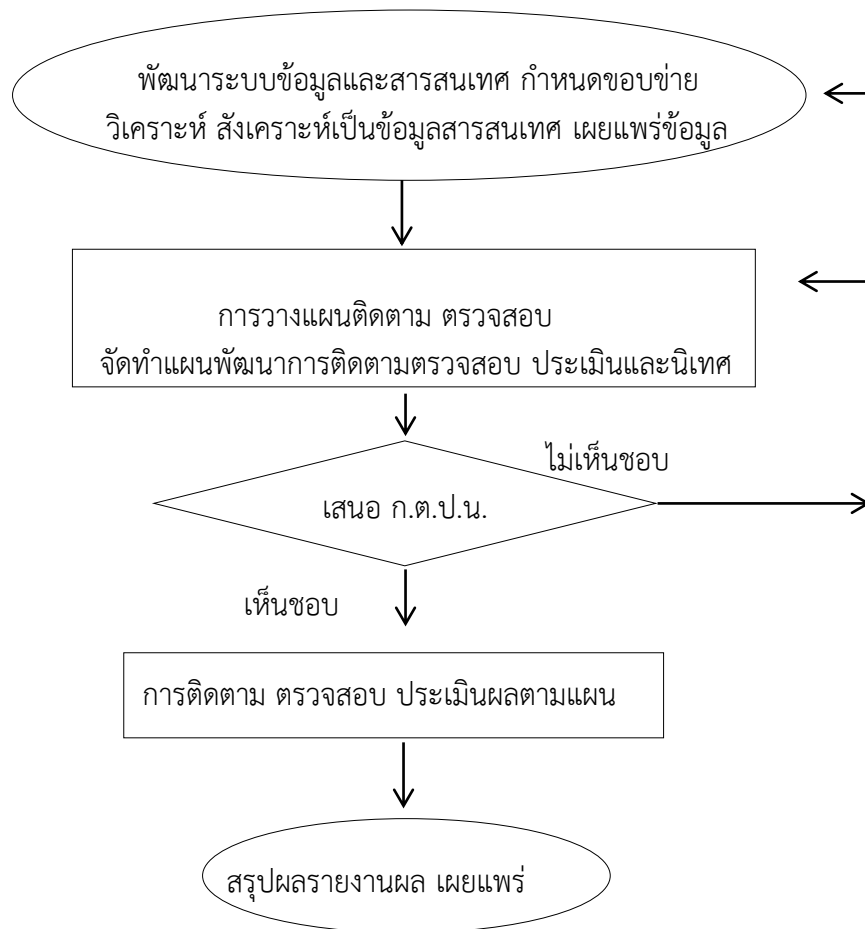 พัฒนาระบบข้อมูลและสารสนเทศ กำหนดขอบข่าย
วิเคราะห์ สังเคราะห์เป็นข้อมูลสารสนเทศ เผยแพร่ข้อมูล
การวางแผนติดตาม ตรวจสอบ
จัดทำแผนพัฒนาการติดตามตรวจสอบ ประเมินและนิเทศ
ไม่เห็นชอบ
เสนอ ก.ต.ป.น.
เห็นชอบ
การติดตาม ตรวจสอบ ประเมินผลตามแผน
สรุปผลรายงานผล เผยแพร่